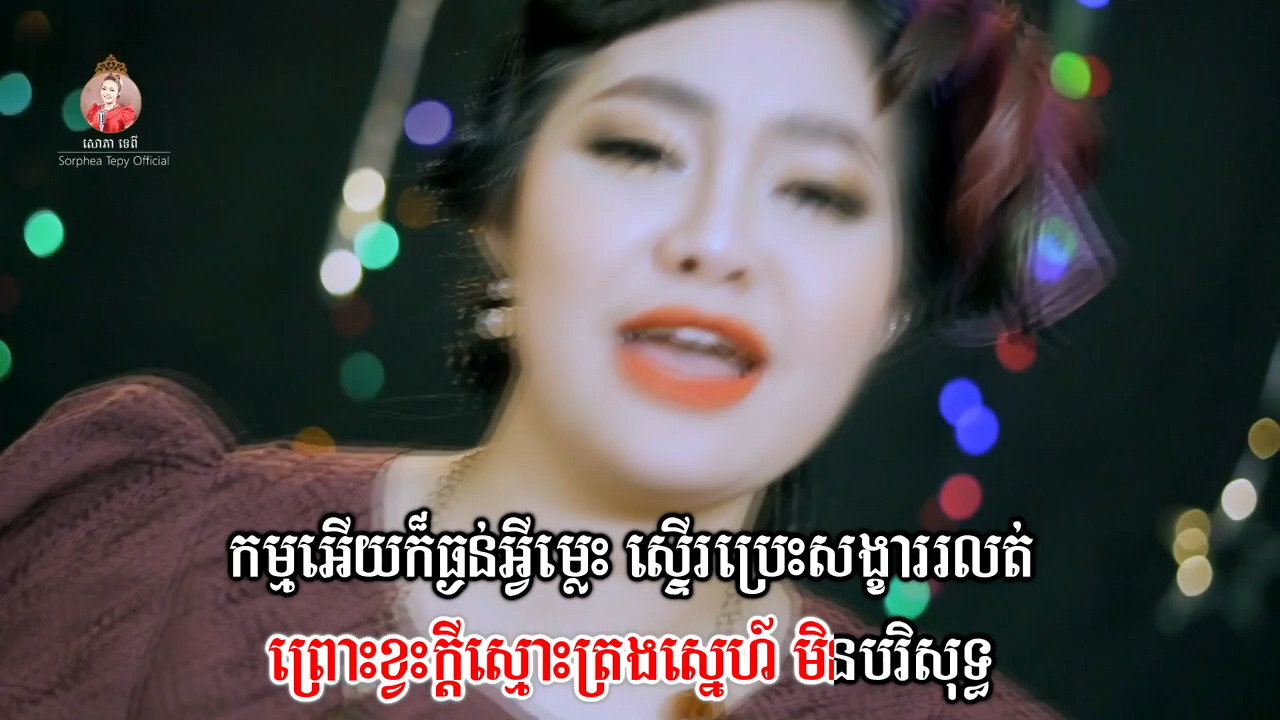 សោភា ទេពី
Sorphea Tepy Official
កម្មអើយក៏ធ្ងន់អ្វីម្លេះ ស្ទើរប្រេះសង្ខាររលត់
ព្រោះខ្វះក្ដីស្មោះត្រង់ស្នេហ៍ មិនបរិសុទ្ធ